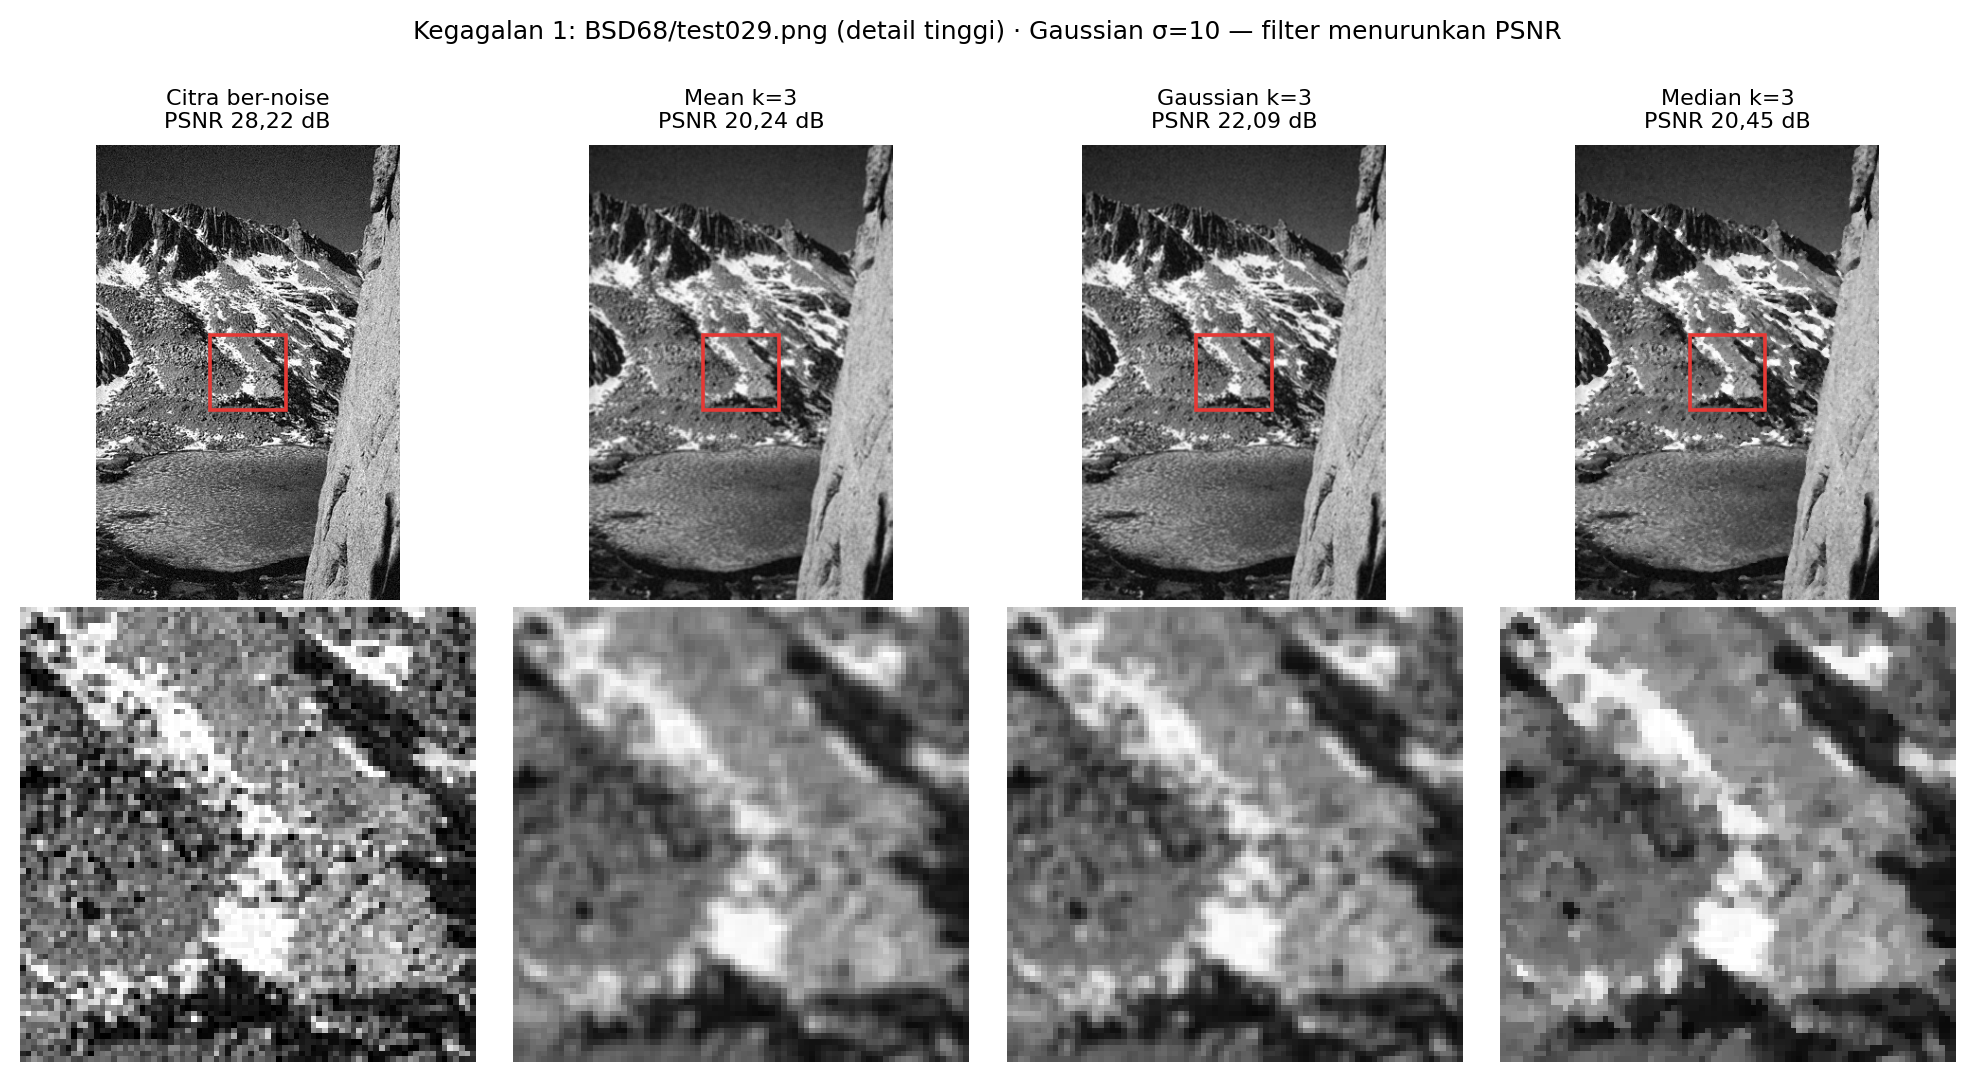 Kegagalan 1: BSD68/test029.png (detail tinggi) · Gaussian σ=10 — filter menurunkan PSNR
Citra ber-noise
PSNR 28,22 dB
Mean k=3
PSNR 20,24 dB
Gaussian k=3
PSNR 22,09 dB
Median k=3
PSNR 20,45 dB